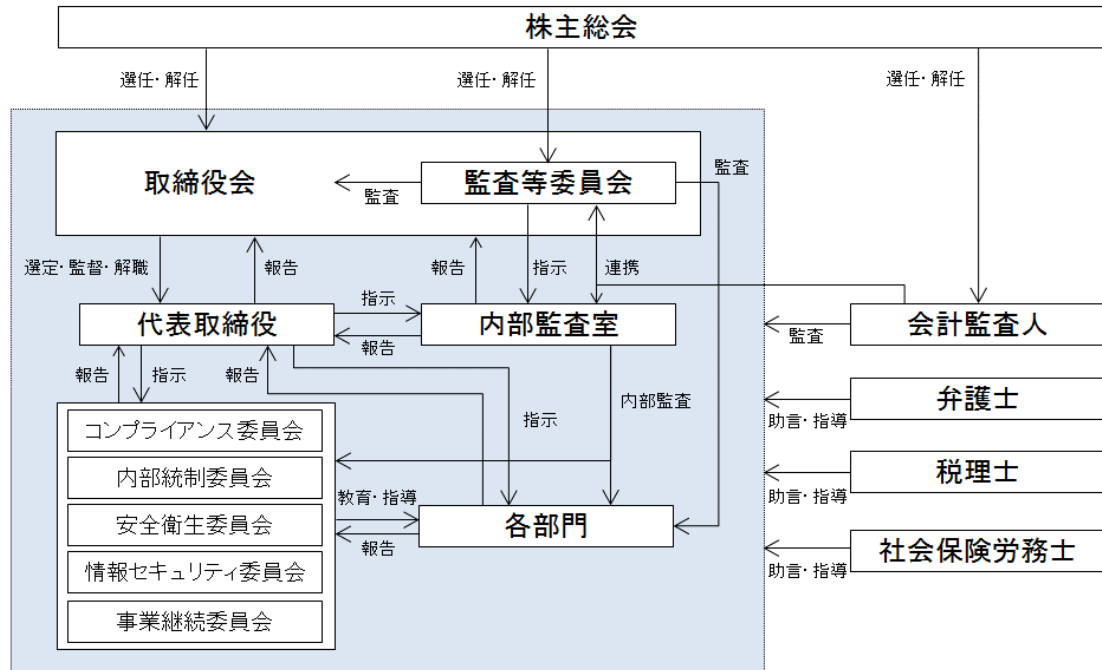 株主総会
選任・解任
選任・解任
選任・解任
取締役会
監査等委員会
監査
監査
選定・監督・解職
報告
報告
指示
連携
代表取締役
指示
報告
内部監査室
会計監査人
監査
報告
指示
報告
指示
内部監査
弁護士
助言・指導
コンプライアンス委員会
内部統制委員会
安全衛生委員会
情報セキュリティ委員会
事業継続委員会
教育・指導
報告
各部門
税理士
助言・指導
社会保険労務士
助言・指導